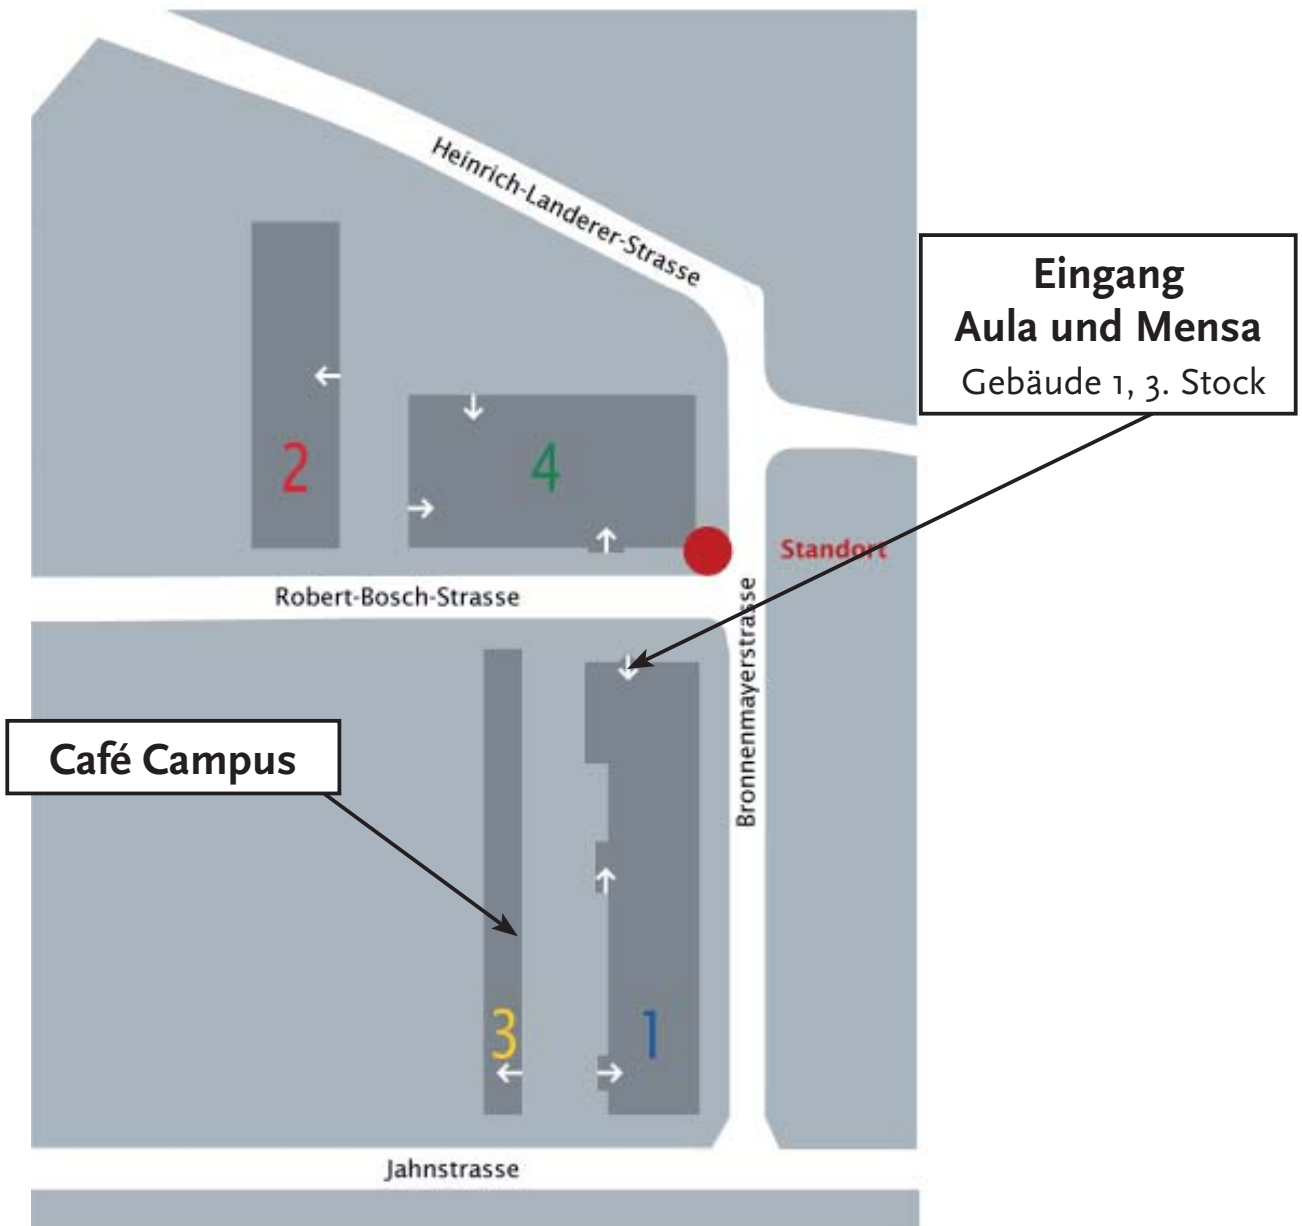 Heinrich-Landerer-Strasse
Eingang
Aula und Mensa
Gebäude 1, 3. Stock
2
4
Standort
Robert-Bosch-Strasse
Bronnenmayerstrasse
Café Campus
3
1
Jahnstrasse